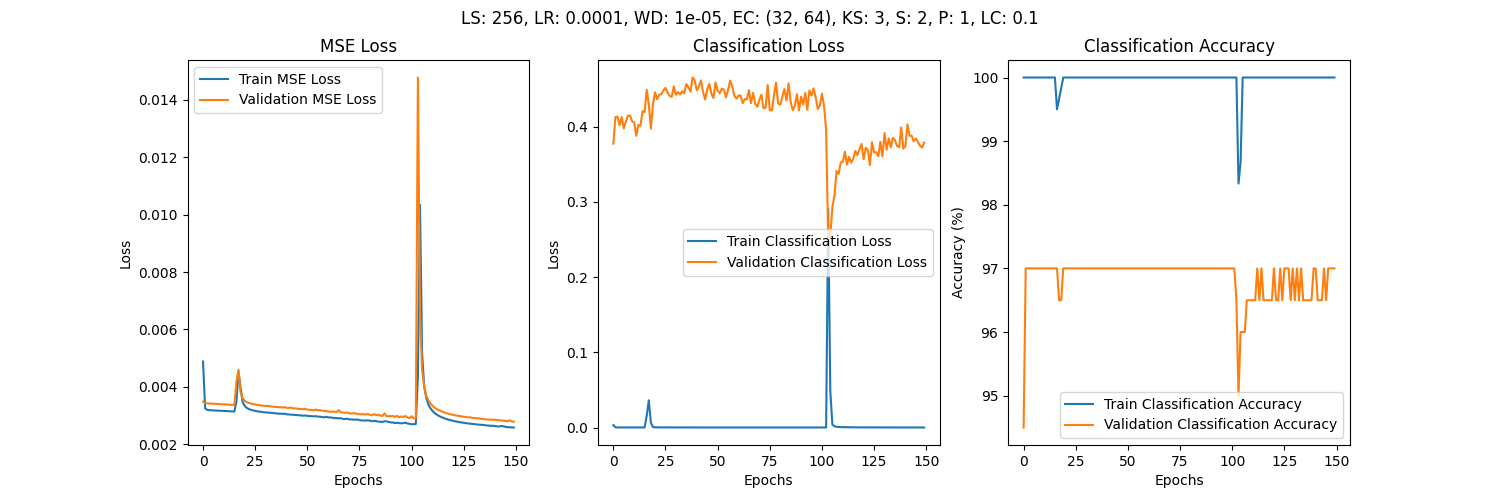 LS: 256, LR: 0.0001, WD: 1e-05, EC: (32, 64), KS: 3, S: 2, P: 1, LC: 0.1
MSE Loss
Train MSE Loss
Validation MSE Loss
0.014
0.012
0.010
0.008
0.006
0.004
0.002
Loss
0 25 50 75 100 125 150
Epochs
Classification Loss
0.4
0.3
0.2
0.1
0.0
Loss
Train Classification Loss
Validation Classification Loss
0 25 50 75 100 125 150
Epochs
Classification Accuracy
100
99
98
97
96
95
Accuracy (%)
Train Classification Accuracy
Validation Classification Accuracy
0 25 50 75 100 125 150
Epochs